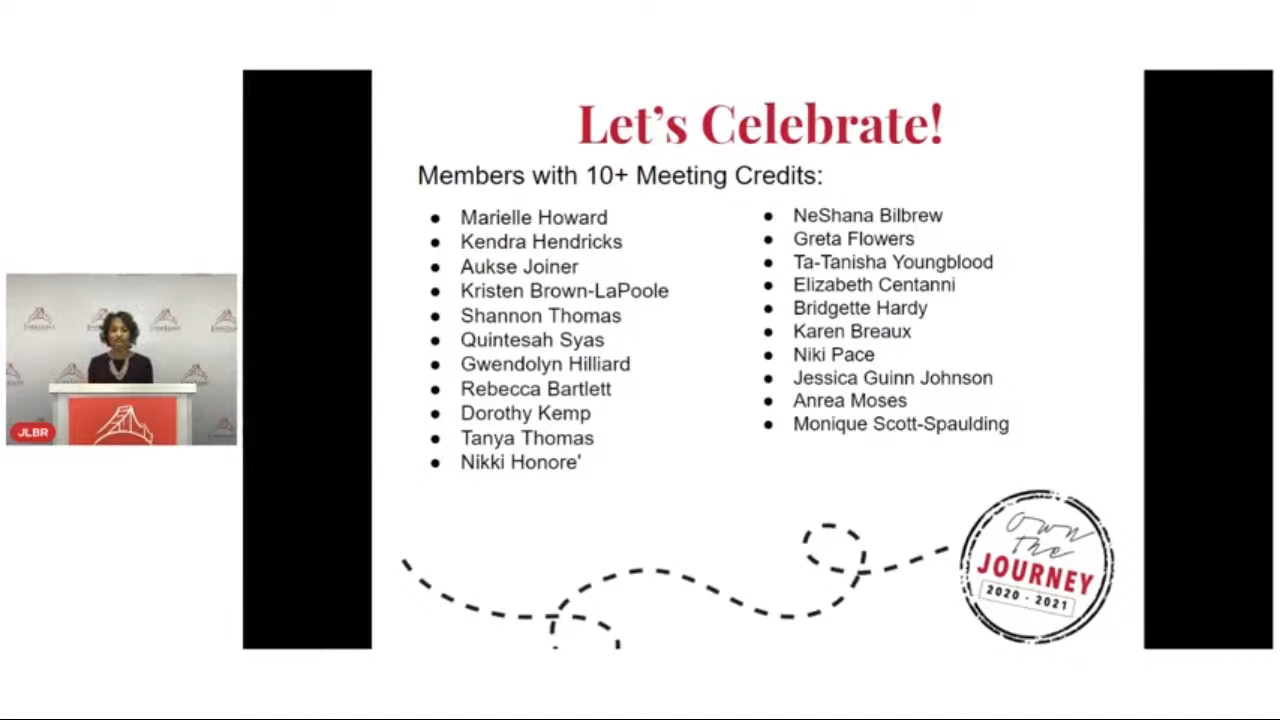 Let's Celebrate!
Members with 10+ Meeting Credits:
● Marielle Howard
● Kendra Hendricks
● Aukse Joiner
● Kristen Brown-LaPoole
● Shannon Thomas
● Quintesah Syas
● Gwendolyn Hilliard
● Rebecca Bartlett
● Dorothy Kemp
● Tanya Thomas
● Nikki Honore'
● NeShana Bilbrew
● Greta Flowers
● Ta-Tanisha Youngblood
● Elizabeth Centanni
● Bridgette Hardy
● Karen Breaux
● Niki Pace
● Jessica Guinn Johnson
● Anrea Moses
● Monique Scott-Spaulding
own
the
JOURNEY
2020 - 2021
JLBR